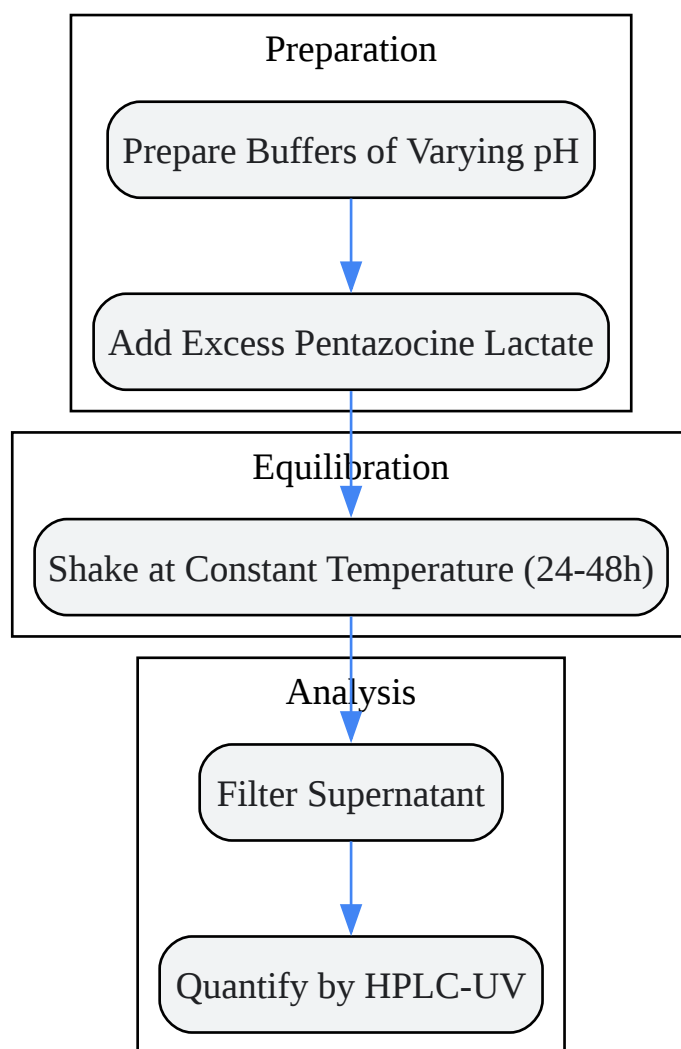 Preparation
Prepare Buffers of Varying pH
Add Excess Pentazocine Lactate
Equilibration
Shake at Constant Temperature (24-48h)
Analysis
Filter Supernatant
Quantify by HPLC-UV